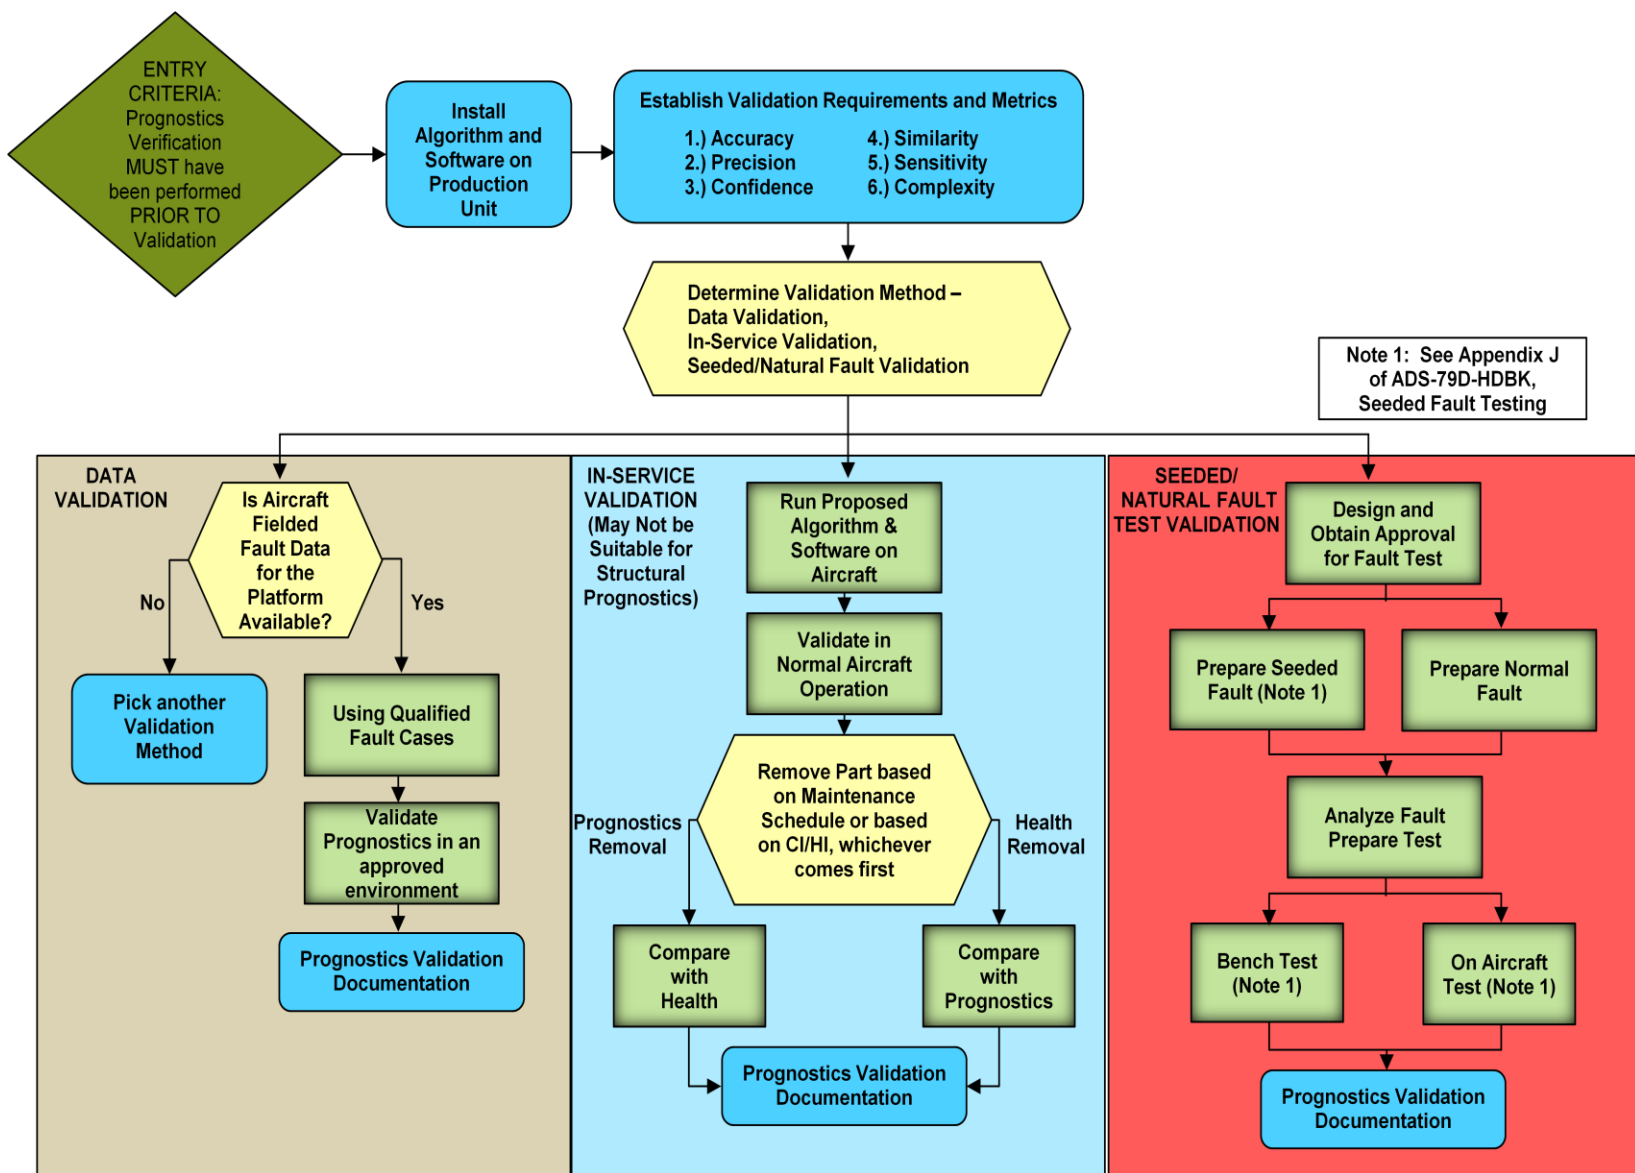 ENTRY
CRITERIA:
Prognostics
Verification
MUST have
been performed
PRIOR TO
Validation
Install
Algorithm and
Software on
Production
Unit
Establish Validation Requirements and Metrics
1.) Accuracy
2.) Precision
3.) Confidence
4.) Similarity
5.) Sensitivity
6.) Complexity
Determine Validation Method –
Data Validation,
In-Service Validation,
Seeded/Natural Fault Validation
Note 1: See Appendix J
of ADS-79D-HDBK,
Seeded Fault Testing
DATA
VALIDATION
Is Aircraft
Fielded
Fault Data
for the
Platform
Available?
No
Yes
Pick another
Validation
Method
Using Qualified
Fault Cases
Validate
Prognostics in an
approved
environment
Prognostics Validation
Documentation
IN-SERVICE
VALIDATION
(May Not be
Suitable for
Structural
Prognostics)
Run Proposed
Algorithm &
Software on
Aircraft
Validate in
Normal Aircraft
Operation
Remove Part based
on Maintenance
Schedule or based
on CI/HI, whichever
comes first
Prognostics
Removal
Health
Removal
Compare
with
Health
Compare
with
Prognostics
Prognostics Validation
Documentation
SEEDED/
NATURAL FAULT
TEST VALIDATION
Design and
Obtain Approval
for Fault Test
Prepare Seeded
Fault (Note 1)
Prepare Normal
Fault
Analyze Fault
Prepare Test
Bench Test
(Note 1)
On Aircraft
Test (Note 1)
Prognostics Validation
Documentation